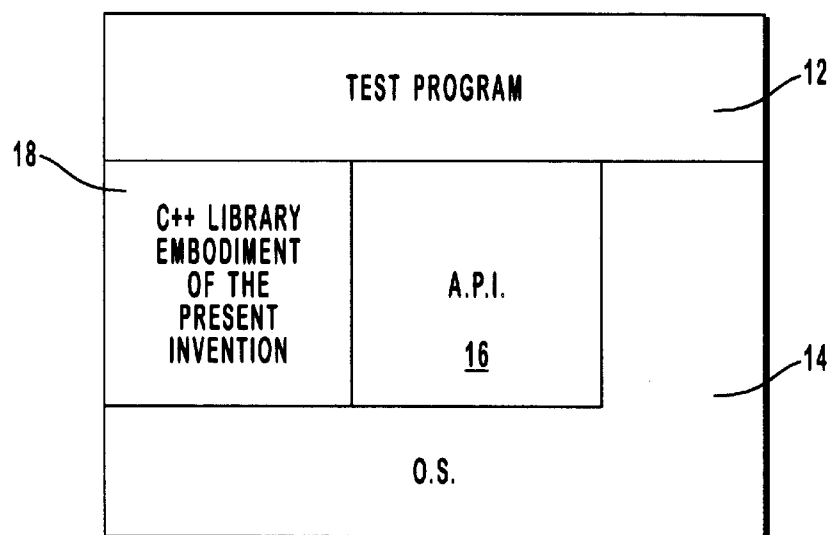 TEST PROGRAM
12
18
C++ LIBRARY
EMBODIMENT
OF THE
PRESENT
INVENTION
A.P.I.
16
14
O.S.